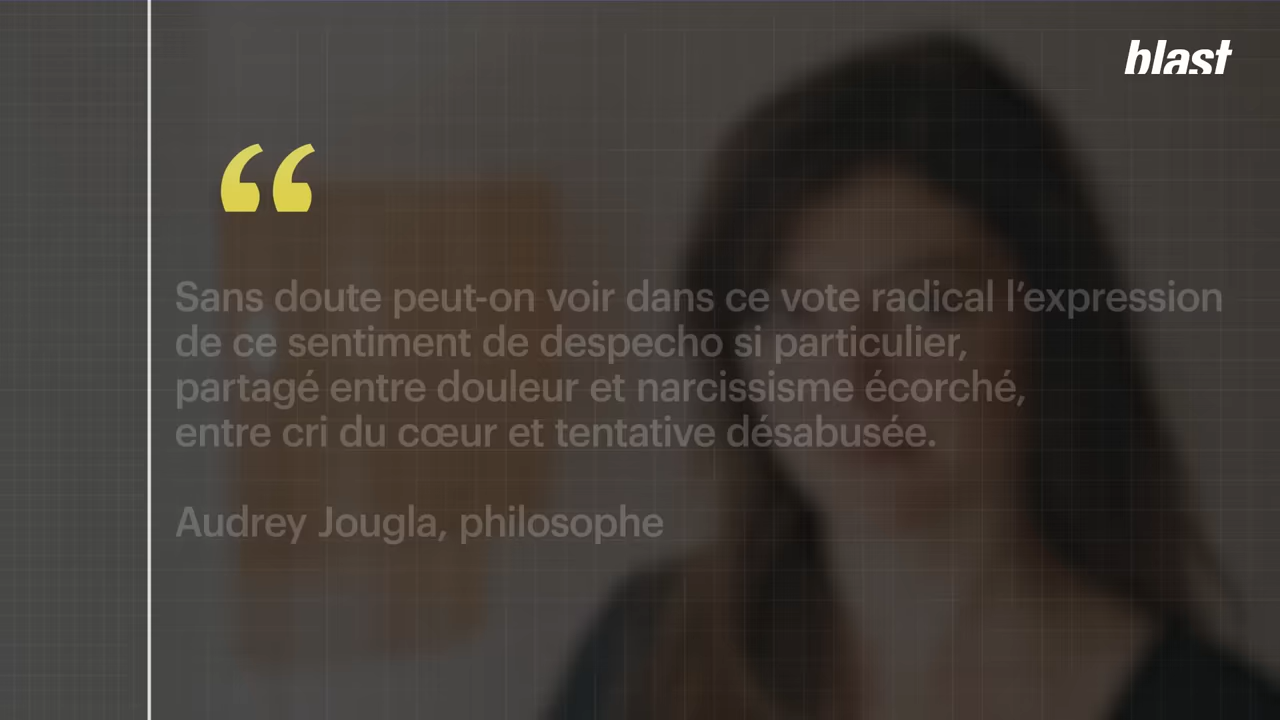 blast
“
Sans doute peut-on voir dans ce vote radical l’expression
de ce sentiment de despecho si particulier,
partagé entre douleur et narcissisme écorché,
entre cri du cœur et tentative désabusée.
Audrey Jougla, philosophe